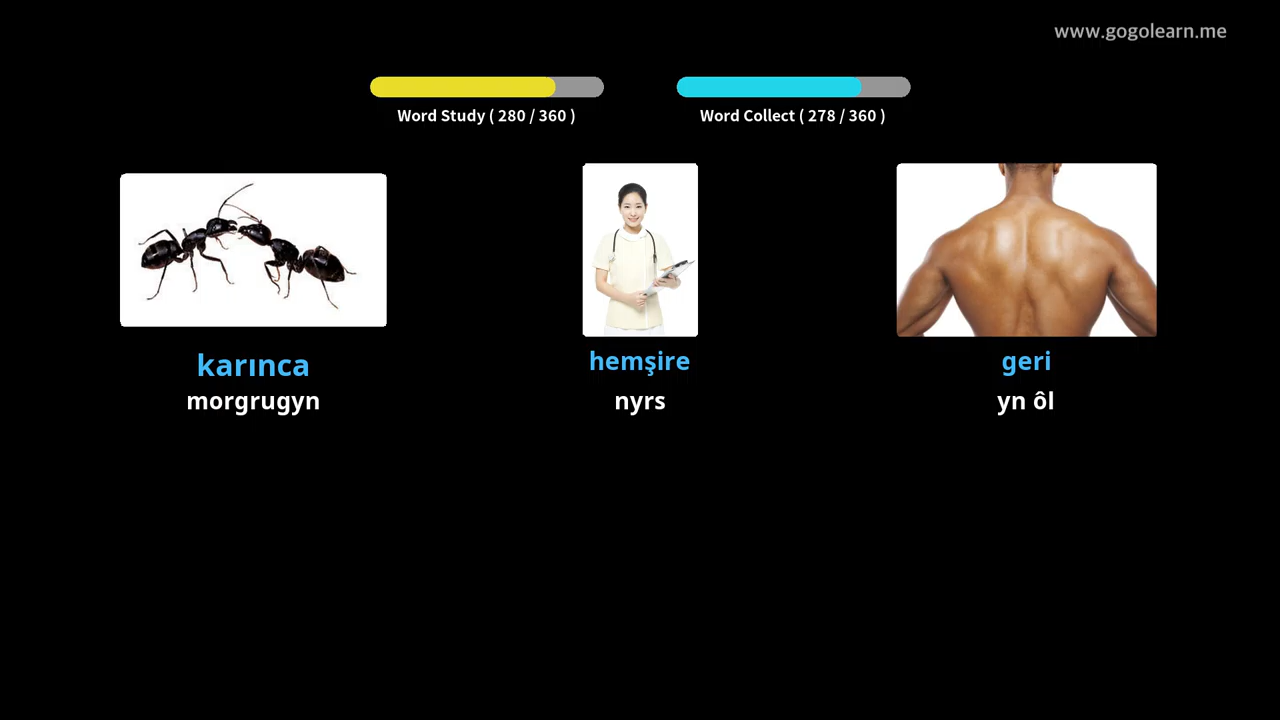 www.gogolearn.me
Word Study ( 280 / 360 )
Word Collect ( 278 / 360 )
karınca
hemşire
geri
morgrugyn
nyrs
yn ôl